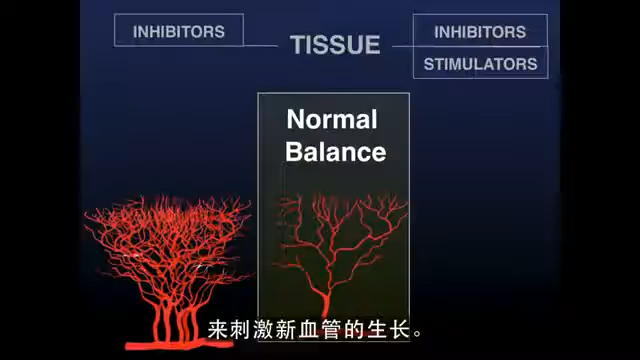 INHIBITORS
TISSUE
INHIBITORS
STIMULATORS
Normal
Balance
来刺激新血管的生长。